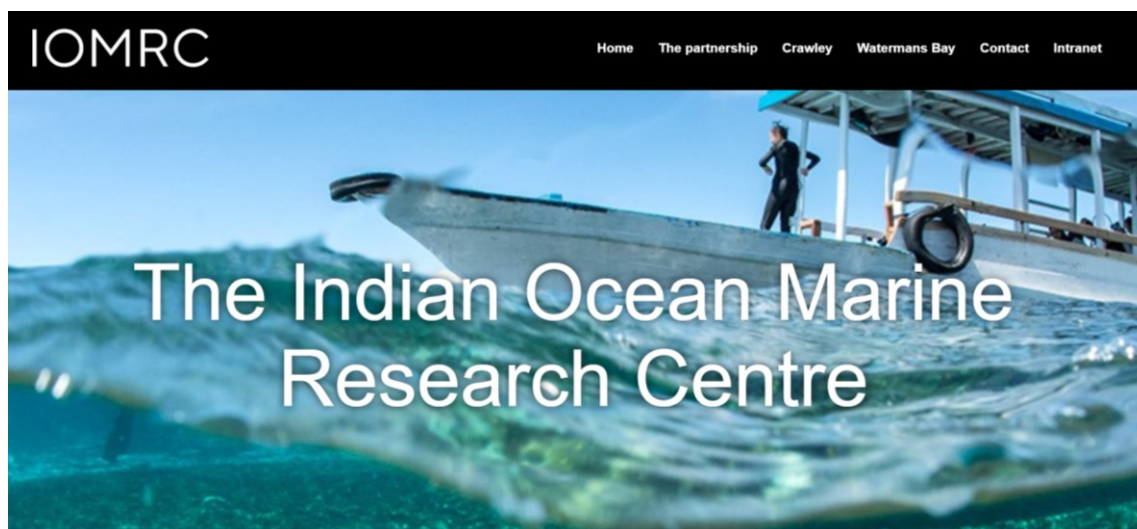 IOMRC
Home The partnership Crawley Watermans Bay Contact Intranet
The Indian Ocean Marine
Research Centre